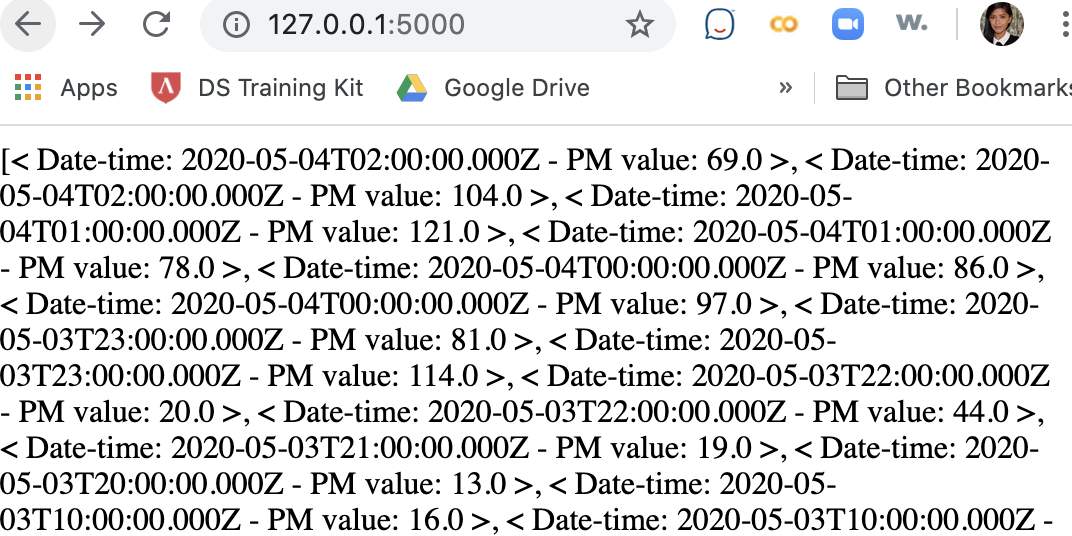 127.0.0.1:5000
w.
Apps
DS Training Kit
Google Drive
»
Other Bookmarks
[< Date-time: 2020-05-04T02:00:00.000Z - PM value: 69.0 >, < Date-time: 2020-
05-04T02:00:00.000Z - PM value: 104.0 >, < Date-time: 2020-05-
04T01:00:00.000Z - PM value: 121.0 >, < Date-time: 2020-05-04T01:00:00.000Z
- PM value: 78.0 >, < Date-time: 2020-05-04T00:00:00.000Z - PM value: 86.0 >,
< Date-time: 2020-05-04T00:00:00.000Z - PM value: 97.0 >, < Date-time: 2020-
05-03T23:00:00.000Z - PM value: 81.0 >, < Date-time: 2020-05-
03T23:00:00.000Z - PM value: 114.0 >, < Date-time: 2020-05-03T22:00:00.000Z
- PM value: 20.0 >, < Date-time: 2020-05-03T22:00:00.000Z - PM value: 44.0 >,
< Date-time: 2020-05-03T21:00:00.000Z - PM value: 19.0 >, < Date-time: 2020-
05-03T20:00:00.000Z - PM value: 13.0 >, < Date-time: 2020-05-
03T10:00:00.000Z - PM value: 16.0 >, < Date-time: 2020-05-03T10:00:00.000Z -